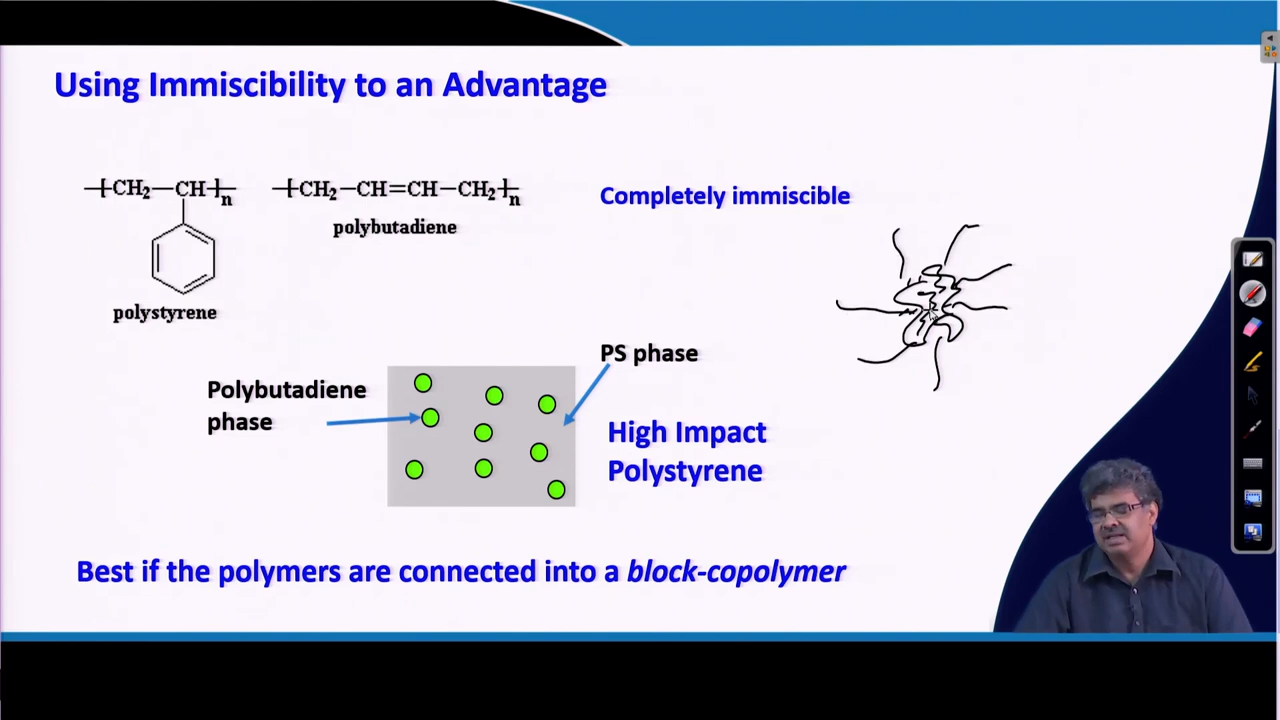 Using Immiscibility to an Advantage
-[-CH₂—CH-]-n
-[-CH₂—CH=CH—CH₂-]-n
Completely immiscible
polybutadiene
polystyrene
PS phase
Polybutadiene
phase
High Impact
Polystyrene
Best if the polymers are connected into a block-copolymer